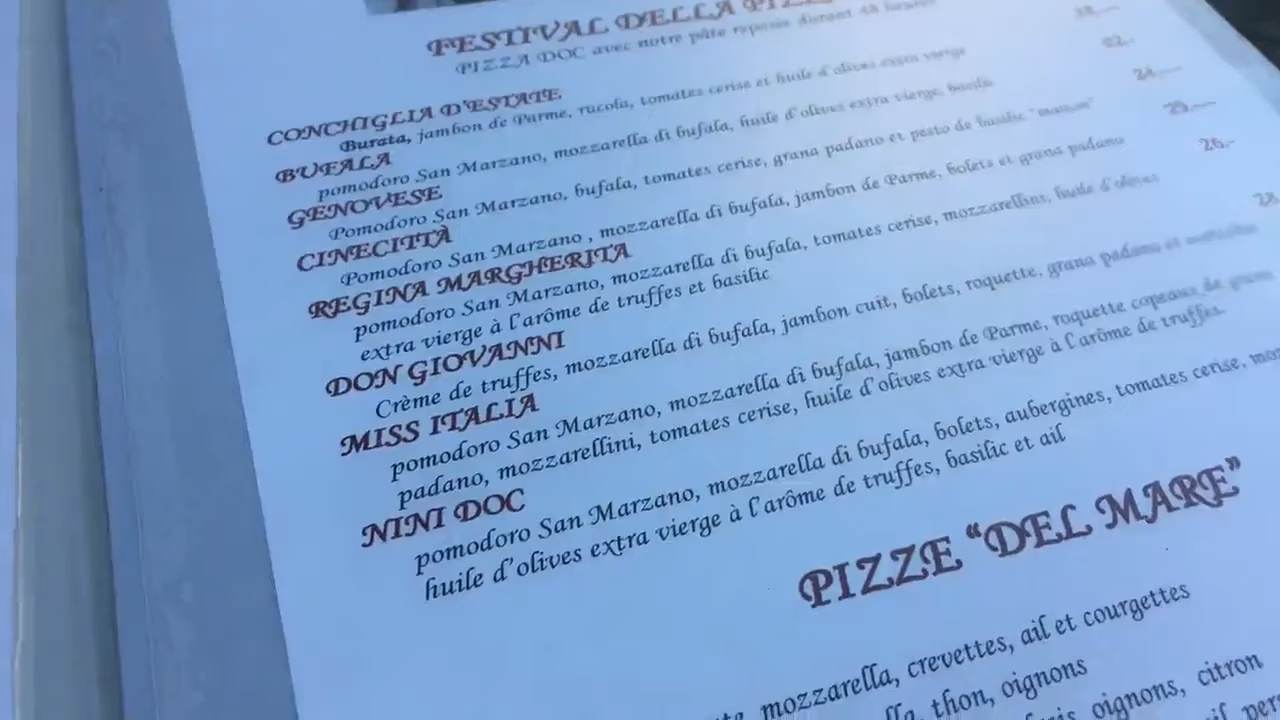 FESTIVAL DELLA
PIZZA DOC avec notre pâte reposée durant 48 heures
CONCHIGLIA D'ESTATE
Burata, jambon de Parme, rucola, tomates cerise et huile d'olives extra vierge
BUFALA 22.-
pomodoro San Marzano, mozzarella di bufala, huile d'olives extra vierge, basilic
GENOVESE 24.—
Pomodoro San Marzano, bufala, tomates cerise, grana padano et pesto de basilic "maison"
CINECITTÀ 25.—
Pomodoro San Marzano , mozzarella di bufala, jambon de Parme, bolets et grana padano
REGINA MARGHERITA 26.-
pomodoro San Marzano, mozzarella di bufala, tomates cerise, mozzarellini, huile d'olives
extra vierge à l'arôme de truffes et basilic
DON GIOVANNI 28
Crème de truffes, mozzarella di bufala, jambon cuit, bolets, roquette, grana padano et
MISS ITALIA
pomodoro San Marzano, mozzarella di bufala, jambon de Parme, roquette copeaux de grana
padano, mozzarellini, tomates cerise, huile d'olives extra vierge à l'arôme de truffes.
NINI DOC
pomodoro San Marzano, mozzarella di bufala, bolets, aubergines, tomates cerise,
huile d'olives extra vierge à l'arôme de truffes, basilic et ail
PIZZE "DEL MARE"
mozzarella, crevettes, ail et courgettes
thon, oignons
oignons, citron